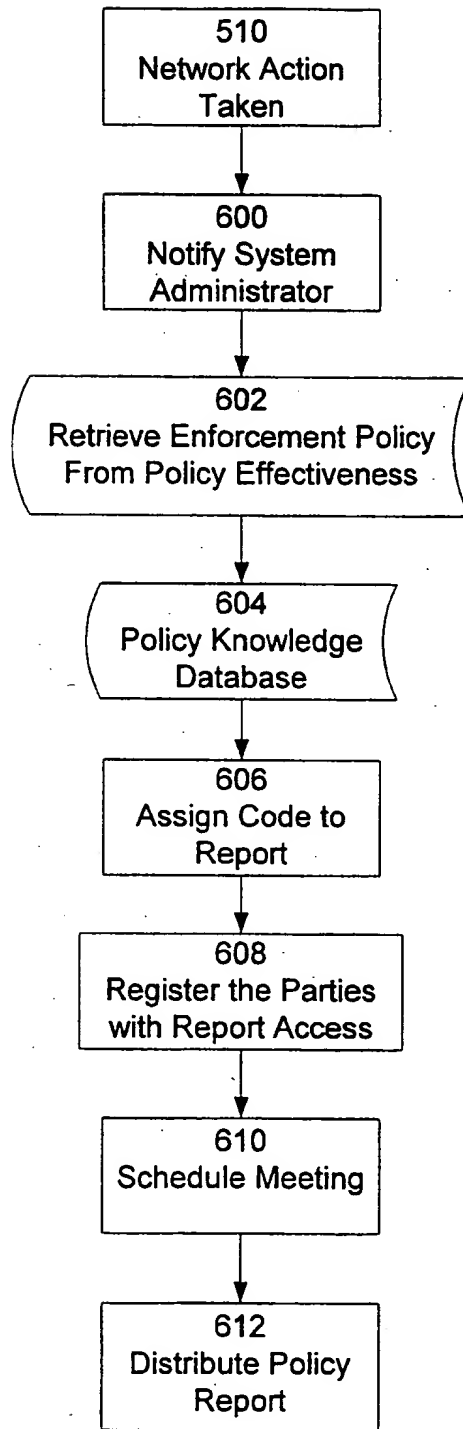 510
Network Action
Taken
600
Notify System
Administrator
602
Retrieve Enforcement Policy
From Policy Effectiveness
604
Policy Knowledge
Database
606
Assign Code to
Report
608
Register the Parties
with Report Access
610
Schedule Meeting
612
Distribute Policy
Report